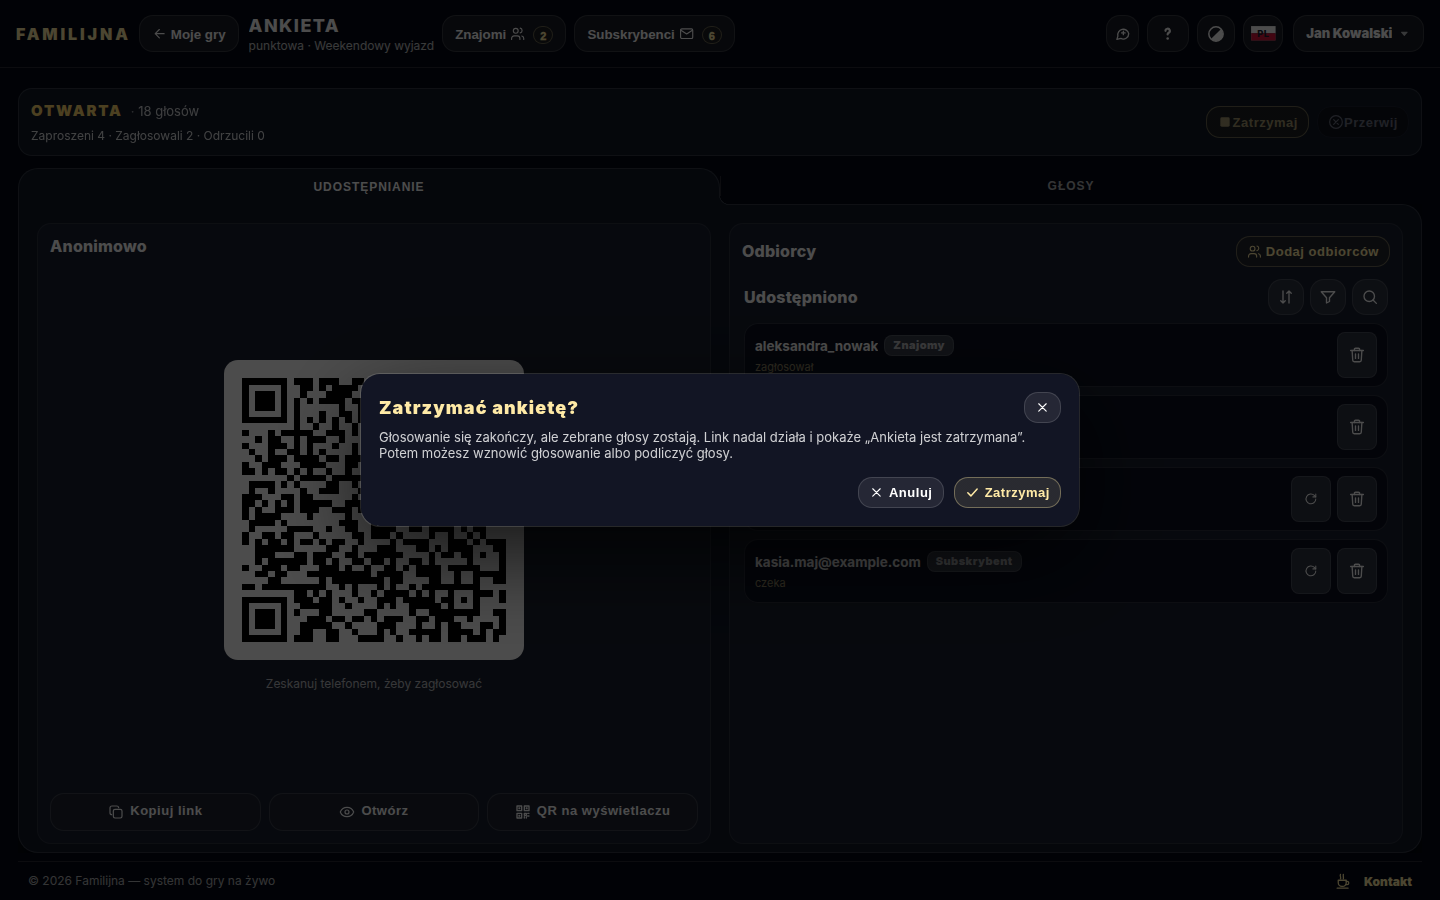 FAMILIJNA
Moje gry
ANKIETA
punktowa · Weekendowy wyjazd
Znajomi 2
Subskrybenci 6
?
PL
Jan Kowalski
OTWARTA · 18 głosów
Zaproszeni 4 · Zagłosowali 2 · Odrzucili 0
Zatrzymaj
Przerwij
UDOSTĘPNIANIE
GŁOSY
Anonimowo
Odbiorcy
Dodaj odbiorców
Udostępniono
aleksandra_nowak Znajomy
zagłosował
Zatrzymać ankietę?
Głosowanie się zakończy, ale zebrane głosy zostają. Link nadal działa i pokaże „Ankieta jest zatrzymana”.
Potem możesz wznowić głosowanie albo podliczyć głosy.
Anuluj
Zatrzymaj
kasia.maj@example.com Subskrybent
czeka
Zeskanuj telefonem, żeby zagłosować
Kopiuj link
Otwórz
QR na wyświetlaczu
© 2026 Familijna — system do gry na żywo
Kontakt